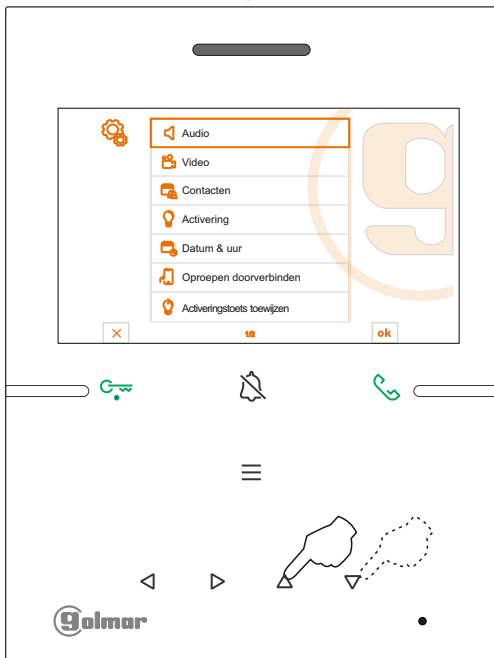 Audio
Video
Contacten
Activering
Datum & uur
Oproepen doorverbinden
Activeringstoets toewijzen
1/2
ok
golmar